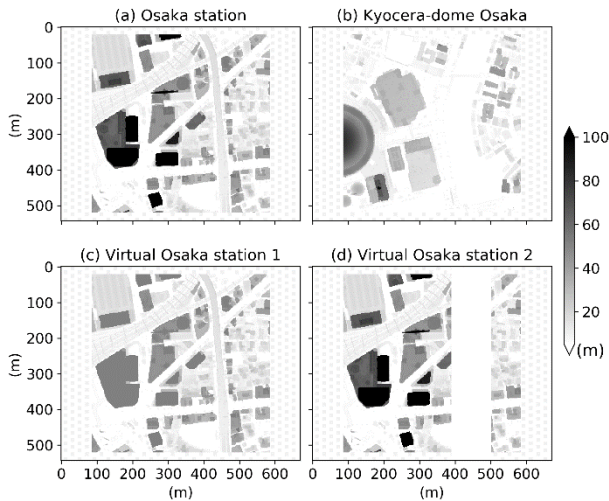 (a) Osaka station
(b) Kyocera-dome Osaka
0
100
200
300
400
500
(m)
100
80
60
40
20
(m)
(c) Virtual Osaka station 1
(d) Virtual Osaka station 2
0
100
200
300
400
500
(m)
0 100 200 300 400 500 600
0 100 200 300 400 500 600
(m)
(m)